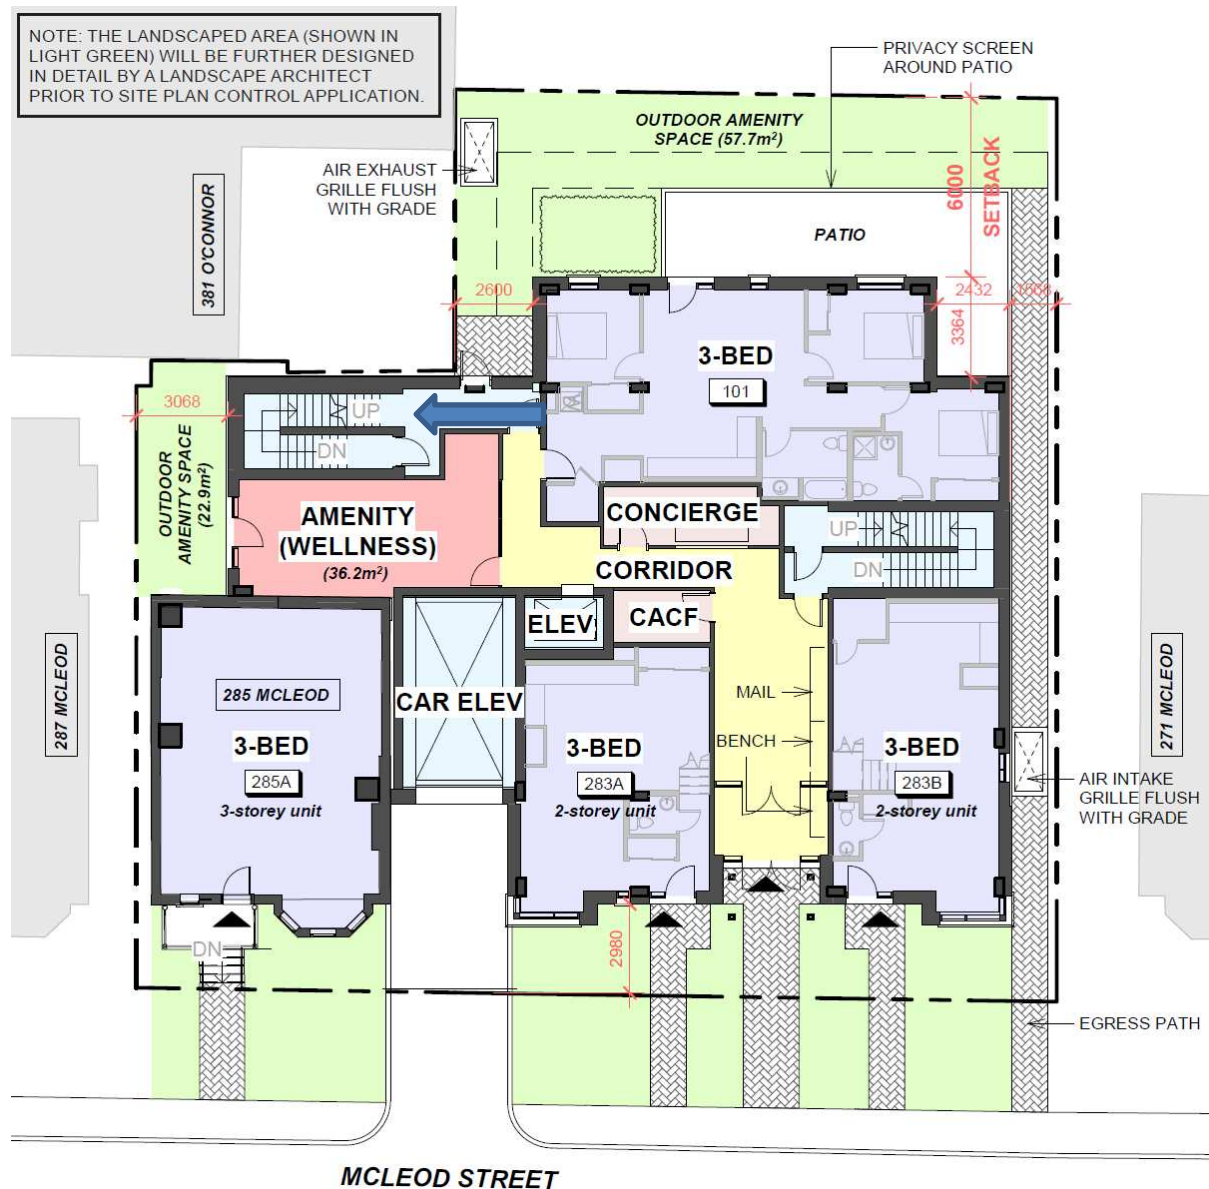 NOTE: THE LANDSCAPED AREA (SHOWN IN
LIGHT GREEN) WILL BE FURTHER DESIGNED
IN DETAIL BY A LANDSCAPE ARCHITECT
PRIOR TO SITE PLAN CONTROL APPLICATION.
PRIVACY SCREEN
AROUND PATIO
OUTDOOR AMENITY
SPACE (57.7m²)
AIR EXHAUST
GRILLE FLUSH
WITH GRADE
6000
SETBACK
381 O'CONNOR
PATIO
2600
2432
3364
3-BED
101
3068
UP
DN
OUTDOOR
AMENITY SPACE
(22.9m²)
AMENITY
(WELLNESS)
(36.2m²)
CONCIERGE
UP
DN
CORRIDOR
ELEV
CACF
287 MCLEOD
285 MCLEOD
3-BED
285A
3-storey unit
CAR ELEV
3-BED
283A
2-storey unit
MAIL
BENCH
3-BED
283B
2-storey unit
271 MCLEOD
AIR INTAKE
GRILLE FLUSH
WITH GRADE
DN
2980
EGRESS PATH
MCLEOD STREET